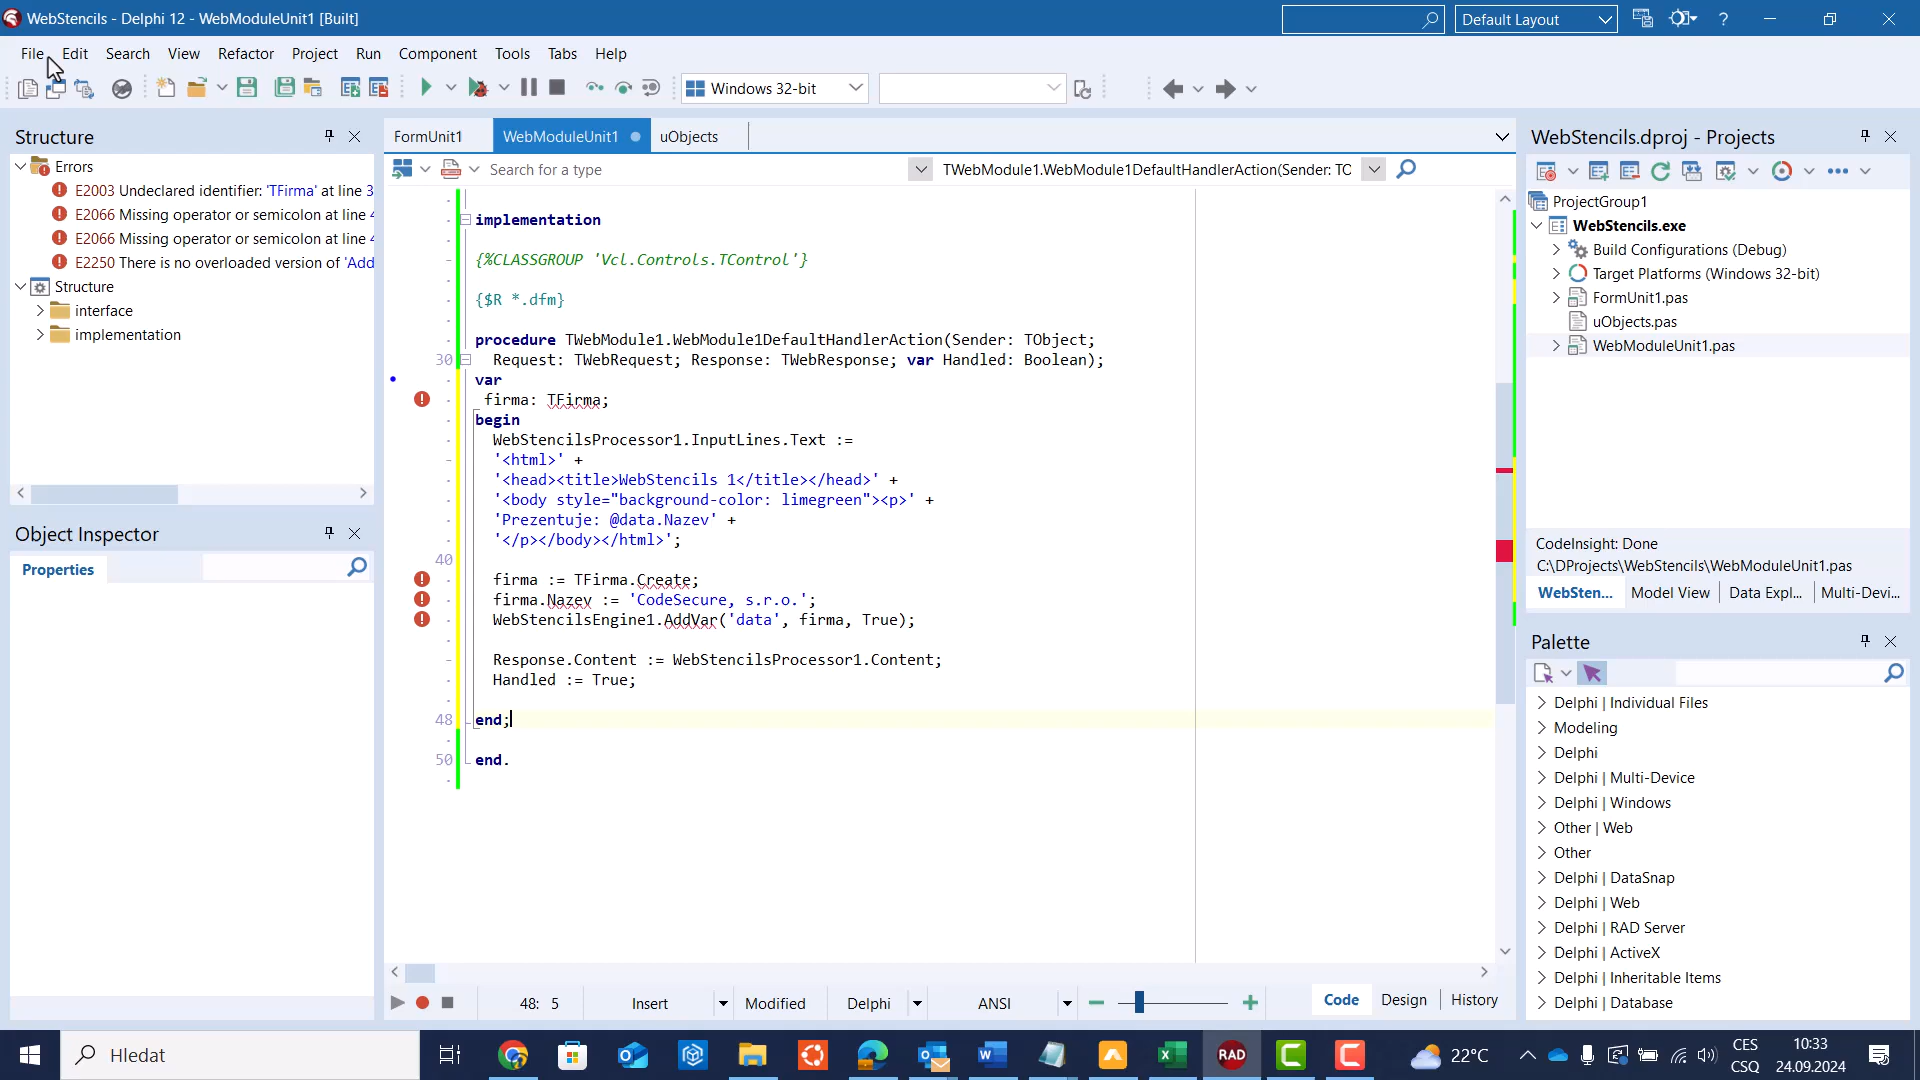 WebStencils - Delphi 12 - WebModuleUnit1 [Built]
Default Layout
?
File Edit Search View Refactor Project Run Component Tools Tabs Help
Windows 32-bit
Structure
Errors
E2003 Undeclared identifier: 'TFirma' at line 3
E2066 Missing operator or semicolon at line 4
E2066 Missing operator or semicolon at line 4
E2250 There is no overloaded version of 'Add
Structure
interface
implementation
Object Inspector
Properties
FormUnit1 WebModuleUnit1 uObjects
Search for a type
TWebModule1.WebModule1DefaultHandlerAction(Sender: TO
implementation
{%CLASSGROUP 'Vcl.Controls.TControl'}
{$R *.dfm}
procedure TWebModule1.WebModule1DefaultHandlerAction(Sender: TObject;
30 Request: TWebRequest; Response: TWebResponse; var Handled: Boolean);
var
firma: TFirma;
begin
WebStencilsProcessor1.InputLines.Text :=
'<html>' +
'<head><title>WebStencils 1</title></head>' +
'<body style="background-color: limegreen"><p>' +
'Prezentuje: @data.Nazev' +
'</p></body></html>';
40
firma := TFirma.Create;
firma.Nazev := 'CodeSecure, s.r.o.';
WebStencilsEngine1.AddVar('data', firma, True);
Response.Content := WebStencilsProcessor1.Content;
Handled := True;
48 end;
50 end.
48: 5 Insert Modified Delphi ANSI
Code Design History
WebStencils.dproj - Projects
ProjectGroup1
WebStencils.exe
Build Configurations (Debug)
Target Platforms (Windows 32-bit)
FormUnit1.pas
uObjects.pas
WebModuleUnit1.pas
CodeInsight: Done
C:\DProjects\WebStencils\WebModuleUnit1.pas
WebSten... Model View Data Expl... Multi-Devi...
Palette
Delphi | Individual Files
Modeling
Delphi
Delphi | Multi-Device
Delphi | Windows
Other | Web
Other
Delphi | DataSnap
Delphi | Web
Delphi | RAD Server
Delphi | ActiveX
Delphi | Inheritable Items
Delphi | Database
Hledat
RAD
22°C
CES
CSQ
10:33
24.09.2024